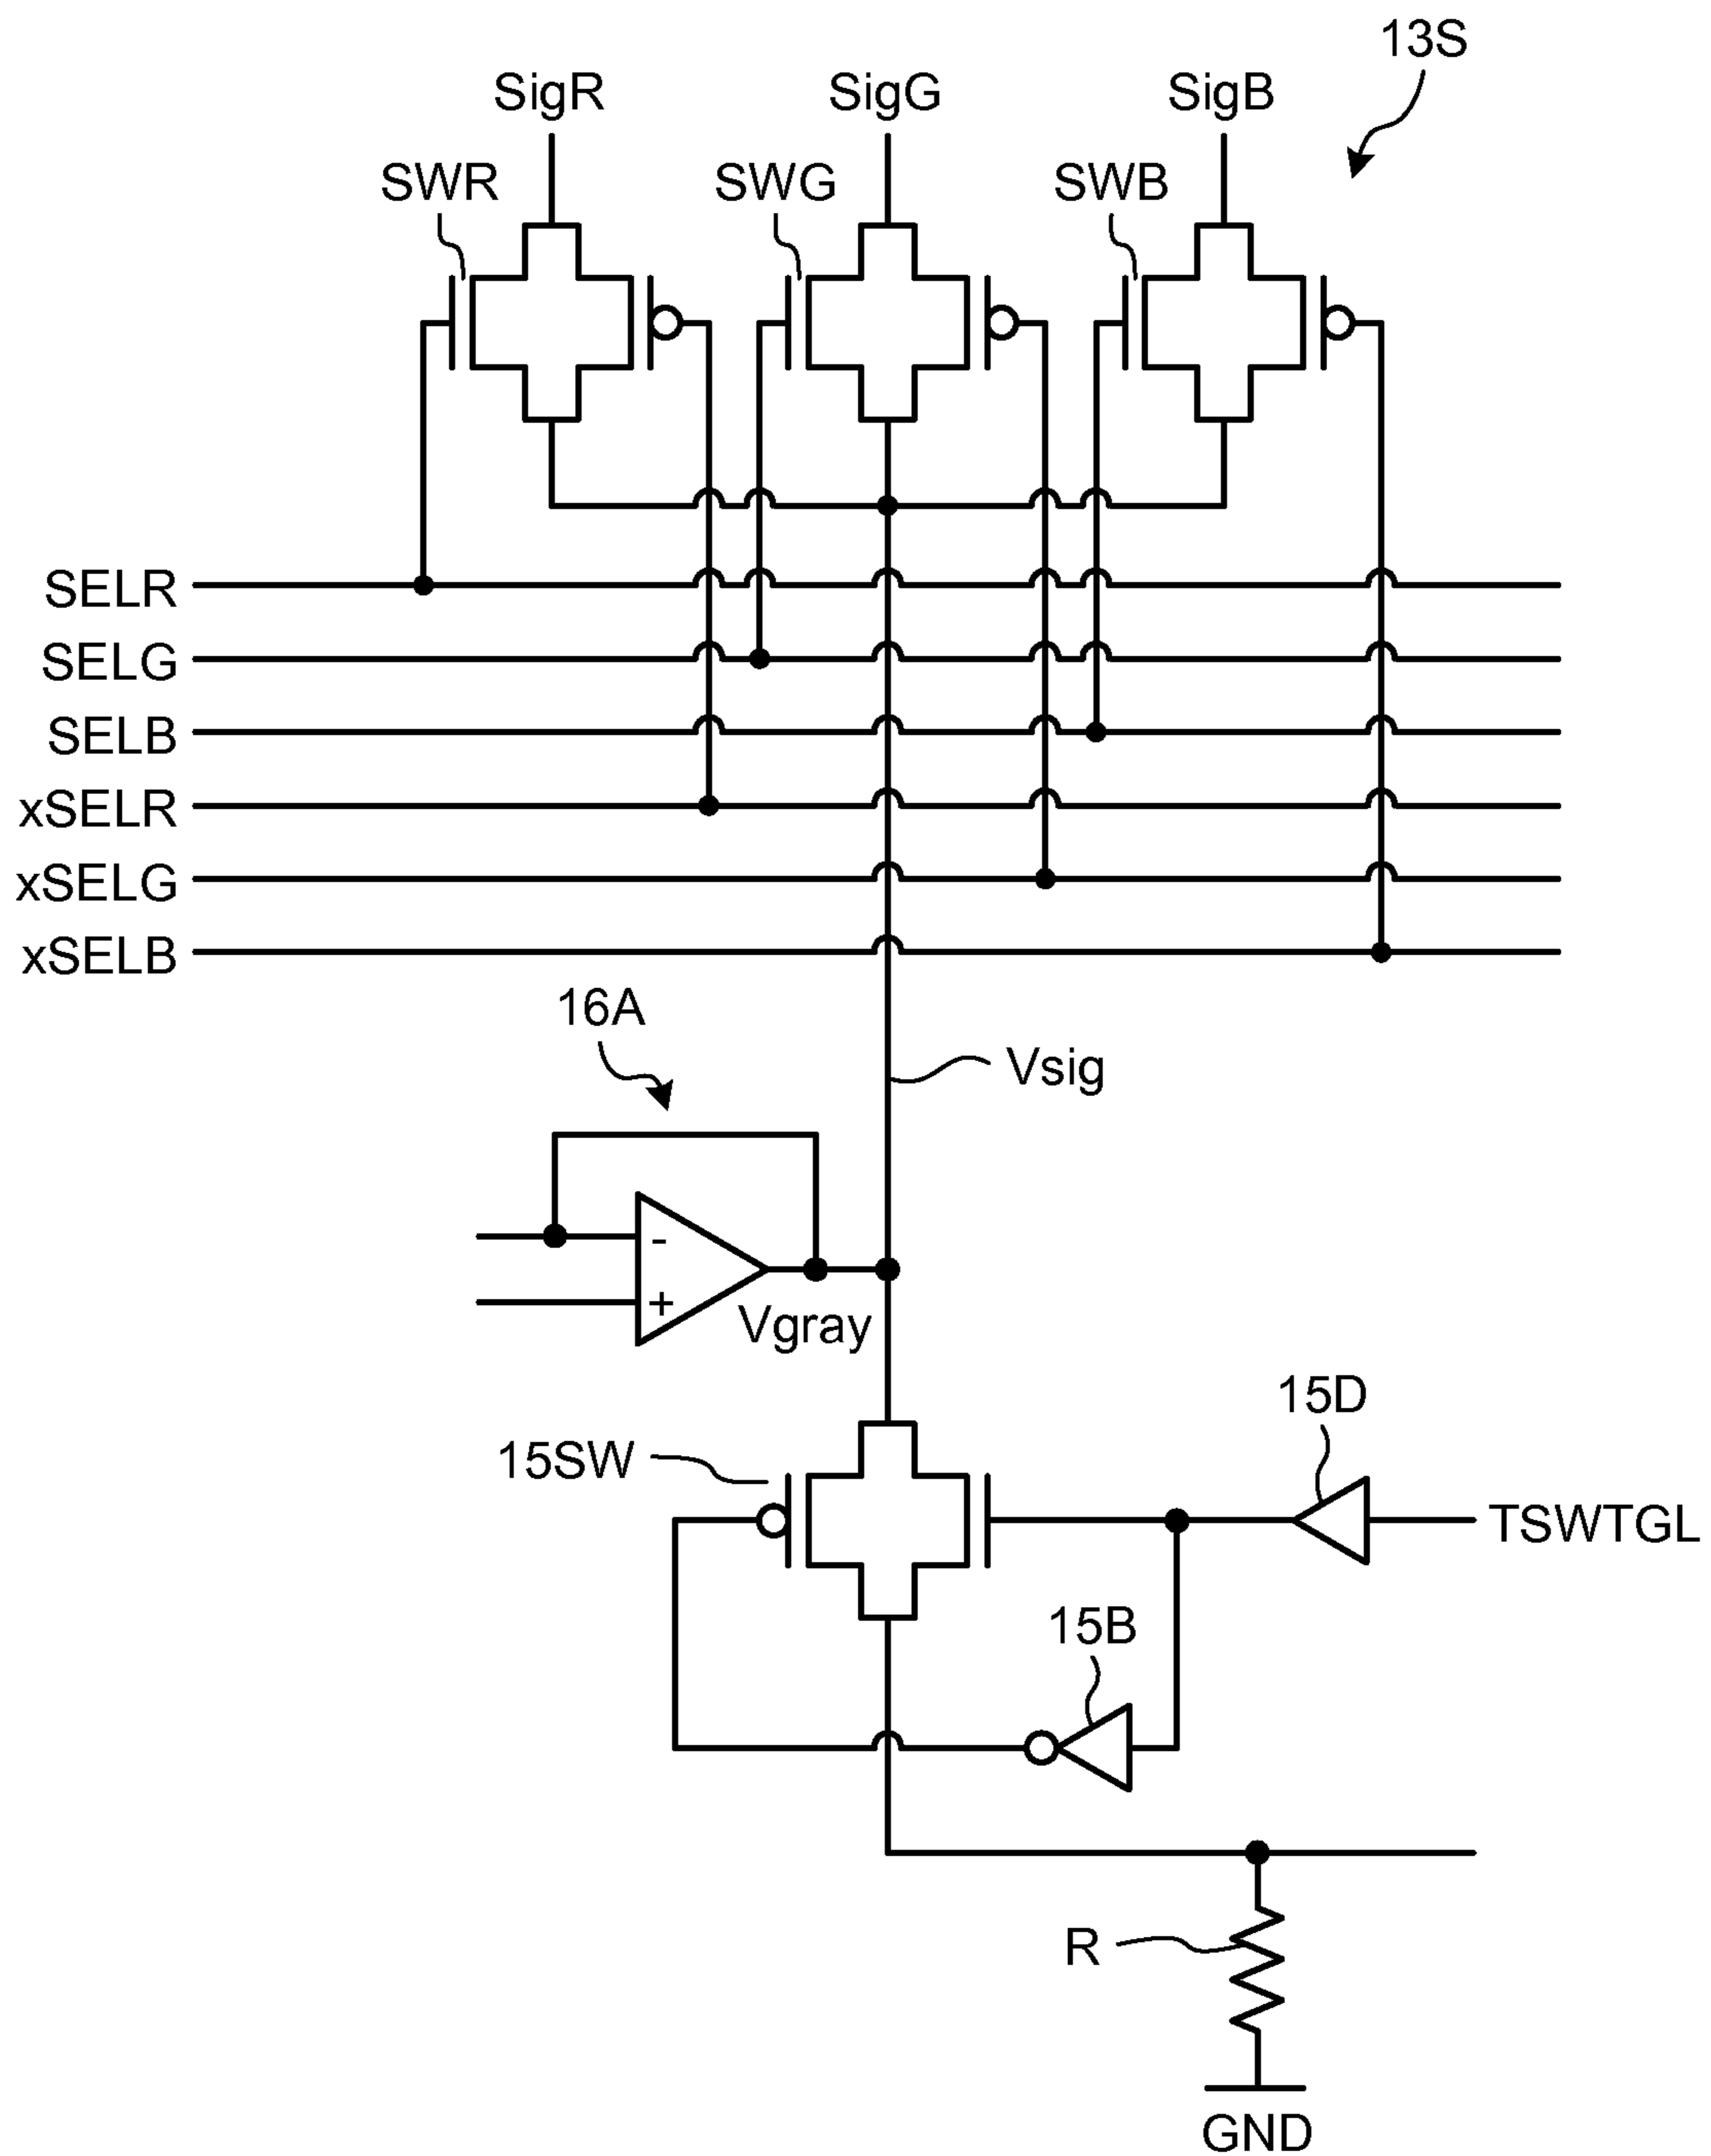 13S
SigR SigG SigB
SWR SWG SWB
SELR
SELG
SELB
xSELR
xSELG
xSELB
16A
Vsig
-
+
Vgray
15D
15SW
TSWTGL
15B
R
GND